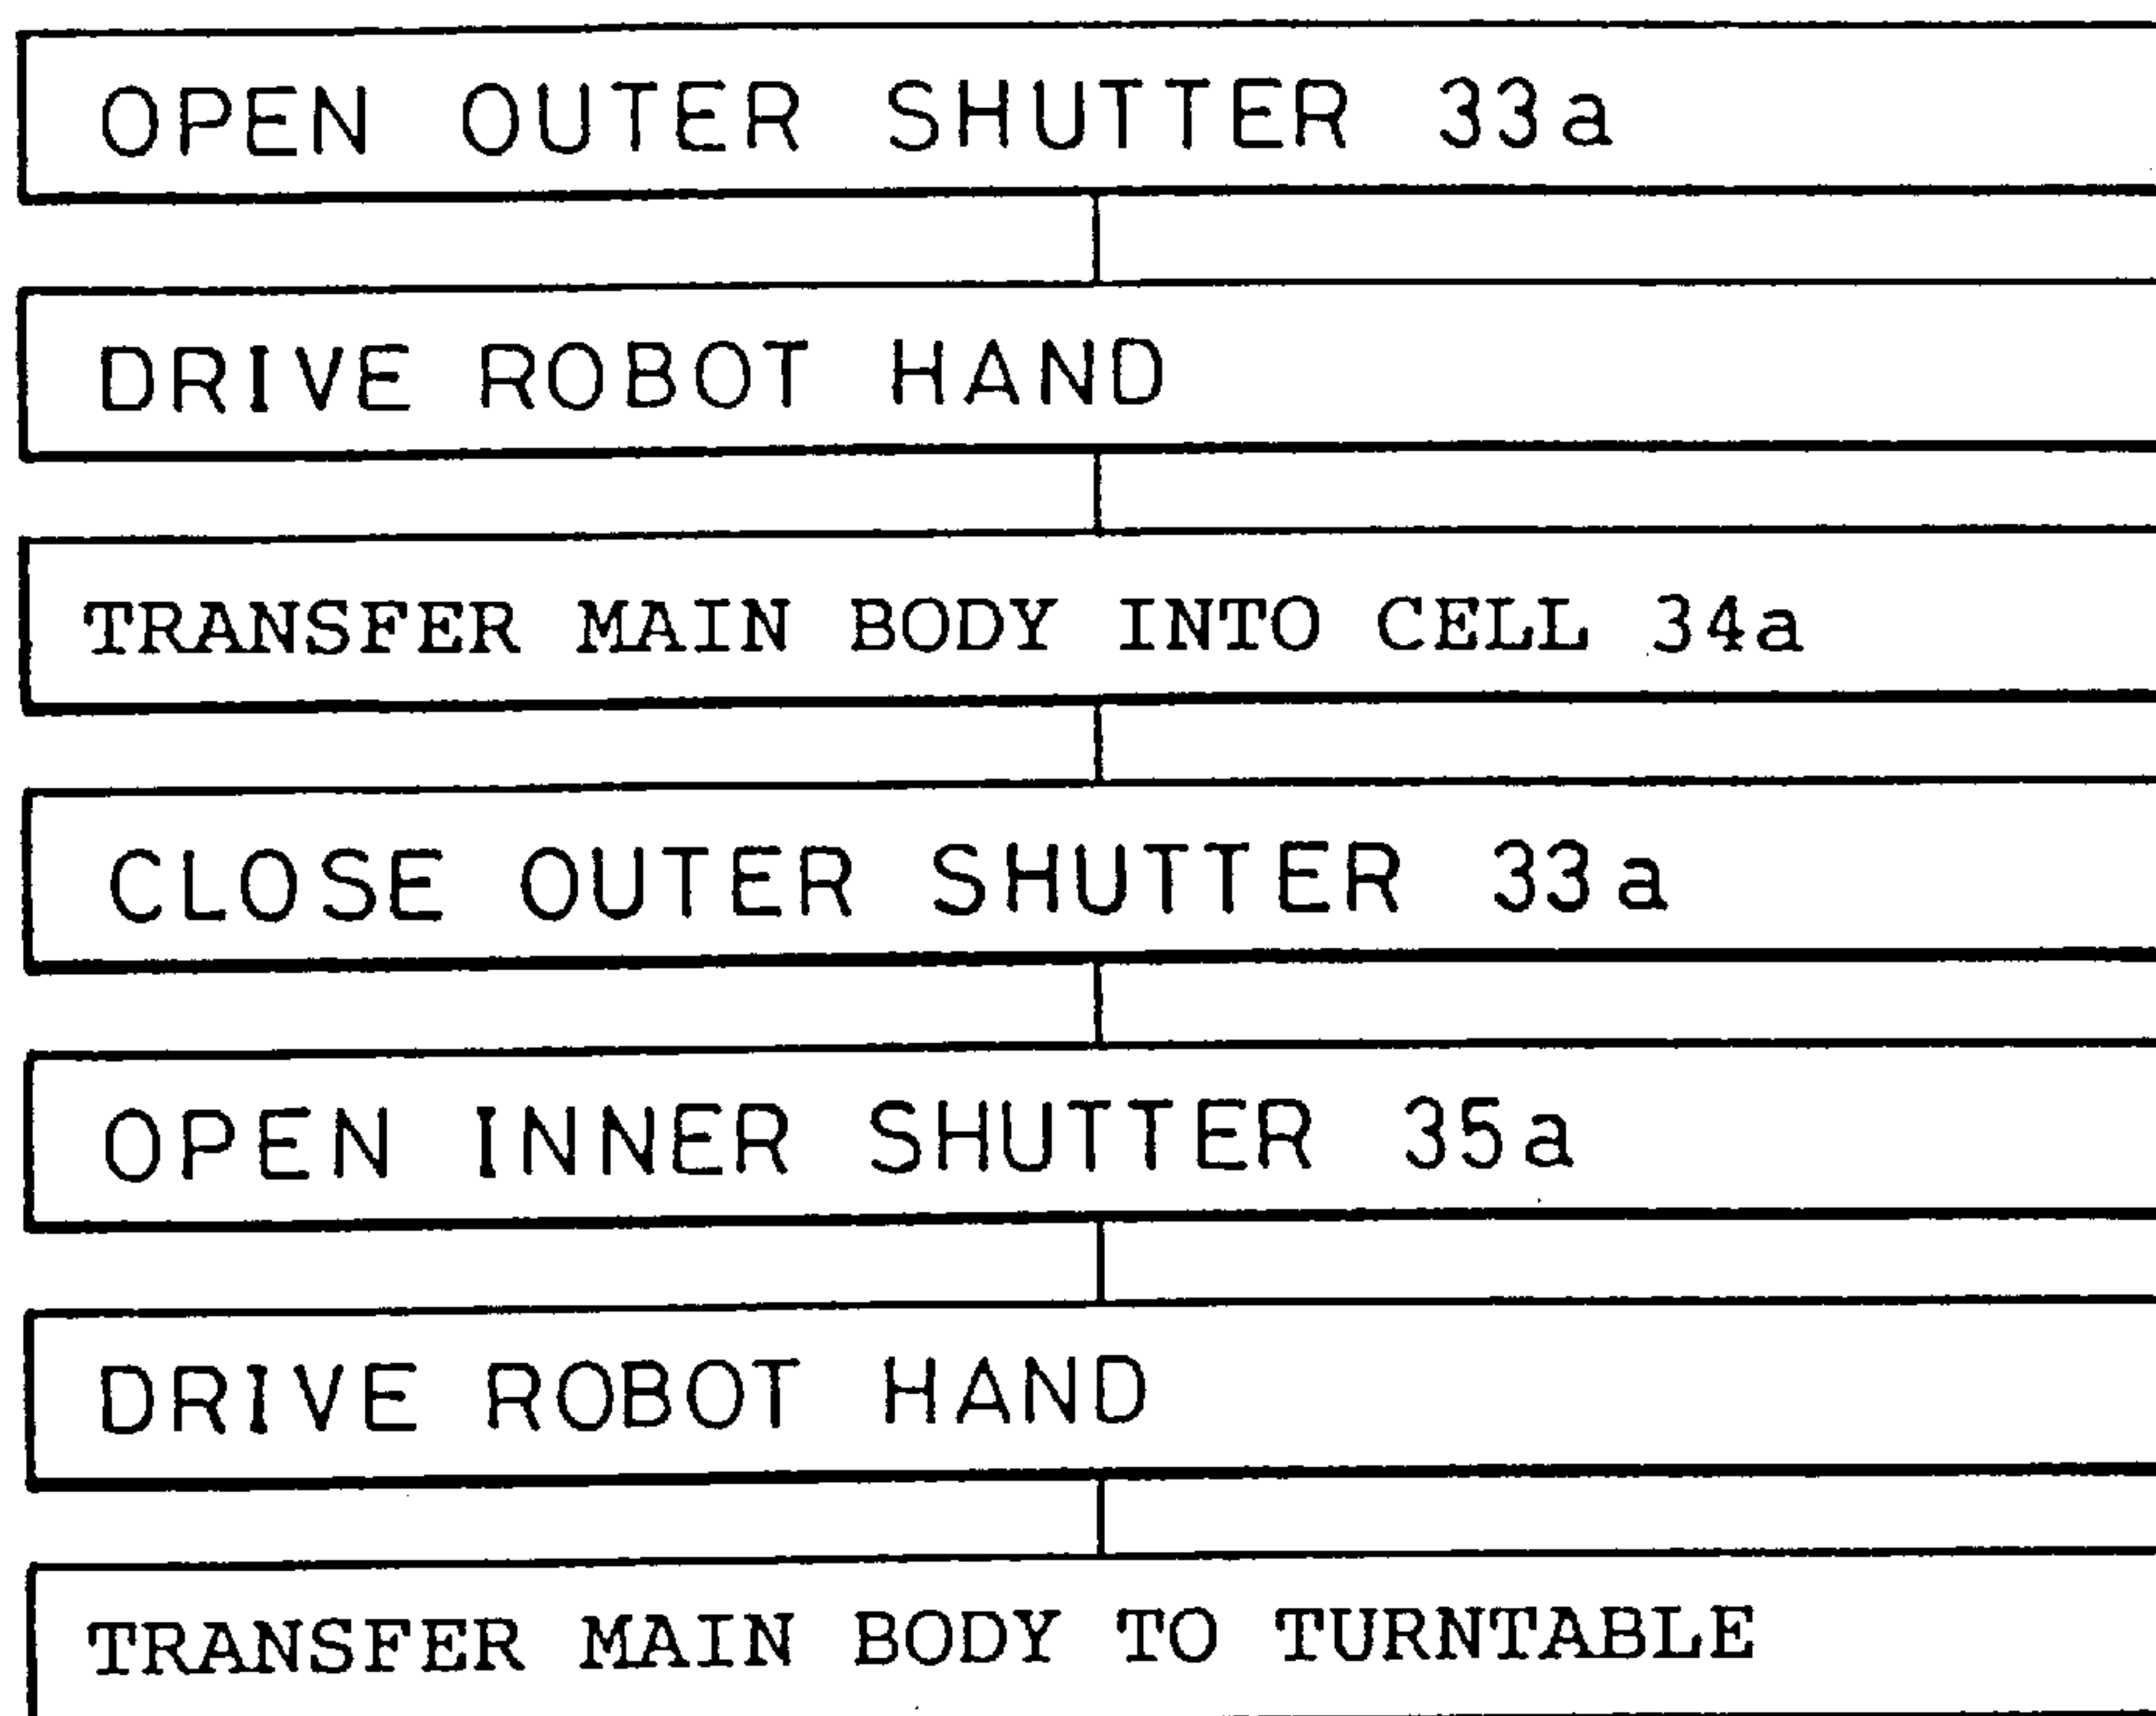 OPEN OUTER SHUTTER 33a
DRIVE ROBOT HAND
TRANSFER MAIN BODY INTO CELL 34a
CLOSE OUTER SHUTTER 33a
OPEN INNER SHUTTER 35a
DRIVE ROBOT HAND
TRANSFER MAIN BODY TO TURNTABLE